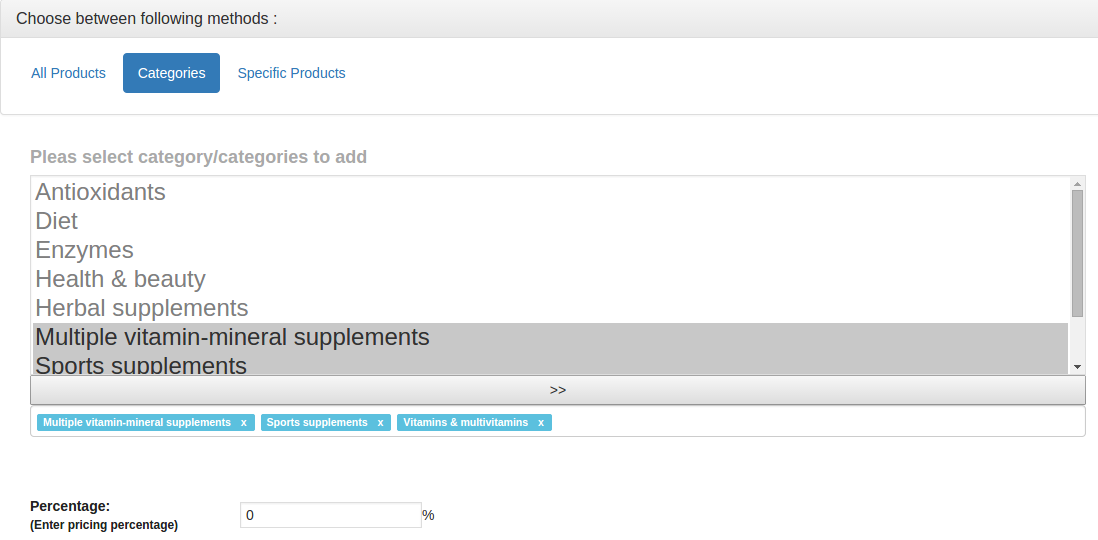 Choose between following methods :
All Products Categories Specific Products
Pleas select category/categories to add
Antioxidants
Diet
Enzymes
Health & beauty
Herbal supplements
Multiple vitamin-mineral supplements
Sports supplements
>>
Multiple vitamin-mineral supplements x Sports supplements x Vitamins & multivitamins x
Percentage:
(Enter pricing percentage)
0 %